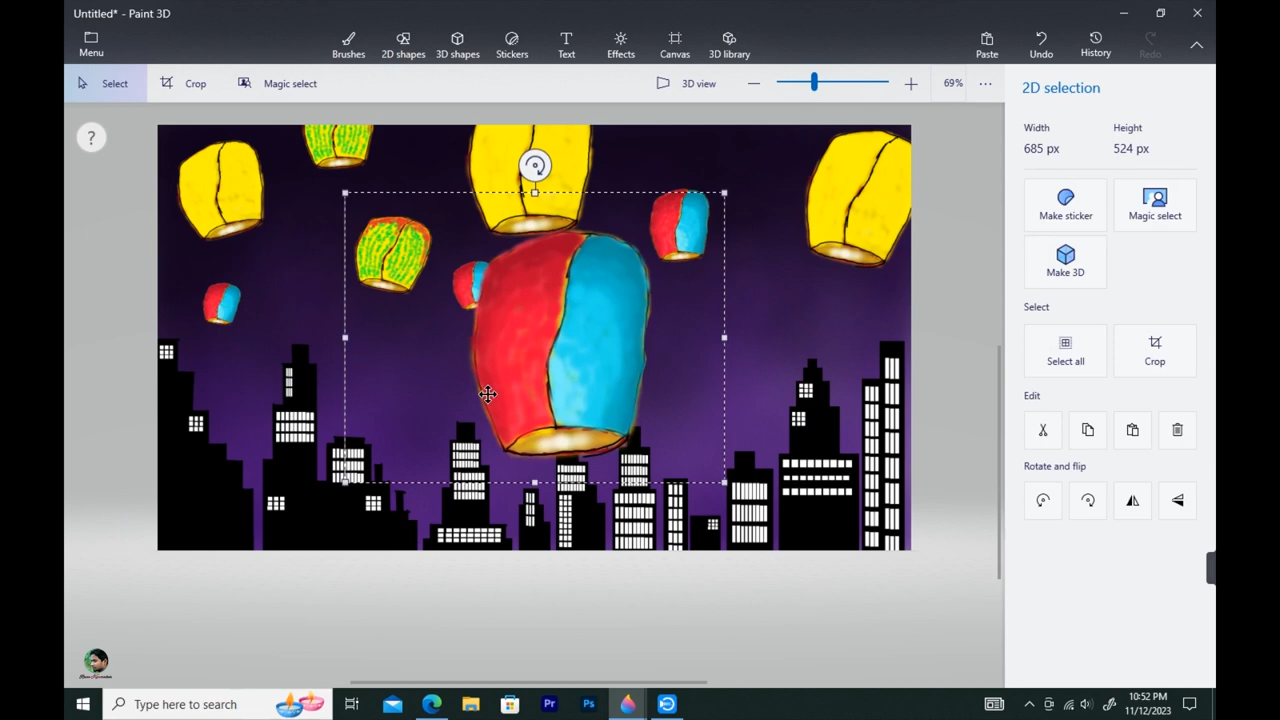 Untitled* - Paint 3D
Menu
Brushes
2D shapes
3D shapes
Stickers
Text
Effects
Canvas
3D library
Paste
Undo
History
Redo
Select
Crop
Magic select
3D view
69%
?
2D selection
Width
Height
685 px
524 px
Make sticker
Magic select
Make 3D
Select
Select all
Crop
Edit
Rotate and flip
Type here to search
Pr
Ps
10:52 PM
11/12/2023